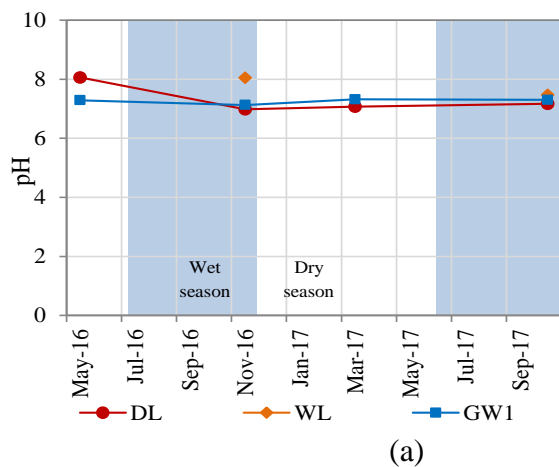 10
8
6
4
2
0
pH
Wet
season
Dry
season
May-16
Jul-16
Sep-16
Nov-16
Jan-17
Mar-17
May-17
Jul-17
Sep-17
DL
WL
GW1
(a)